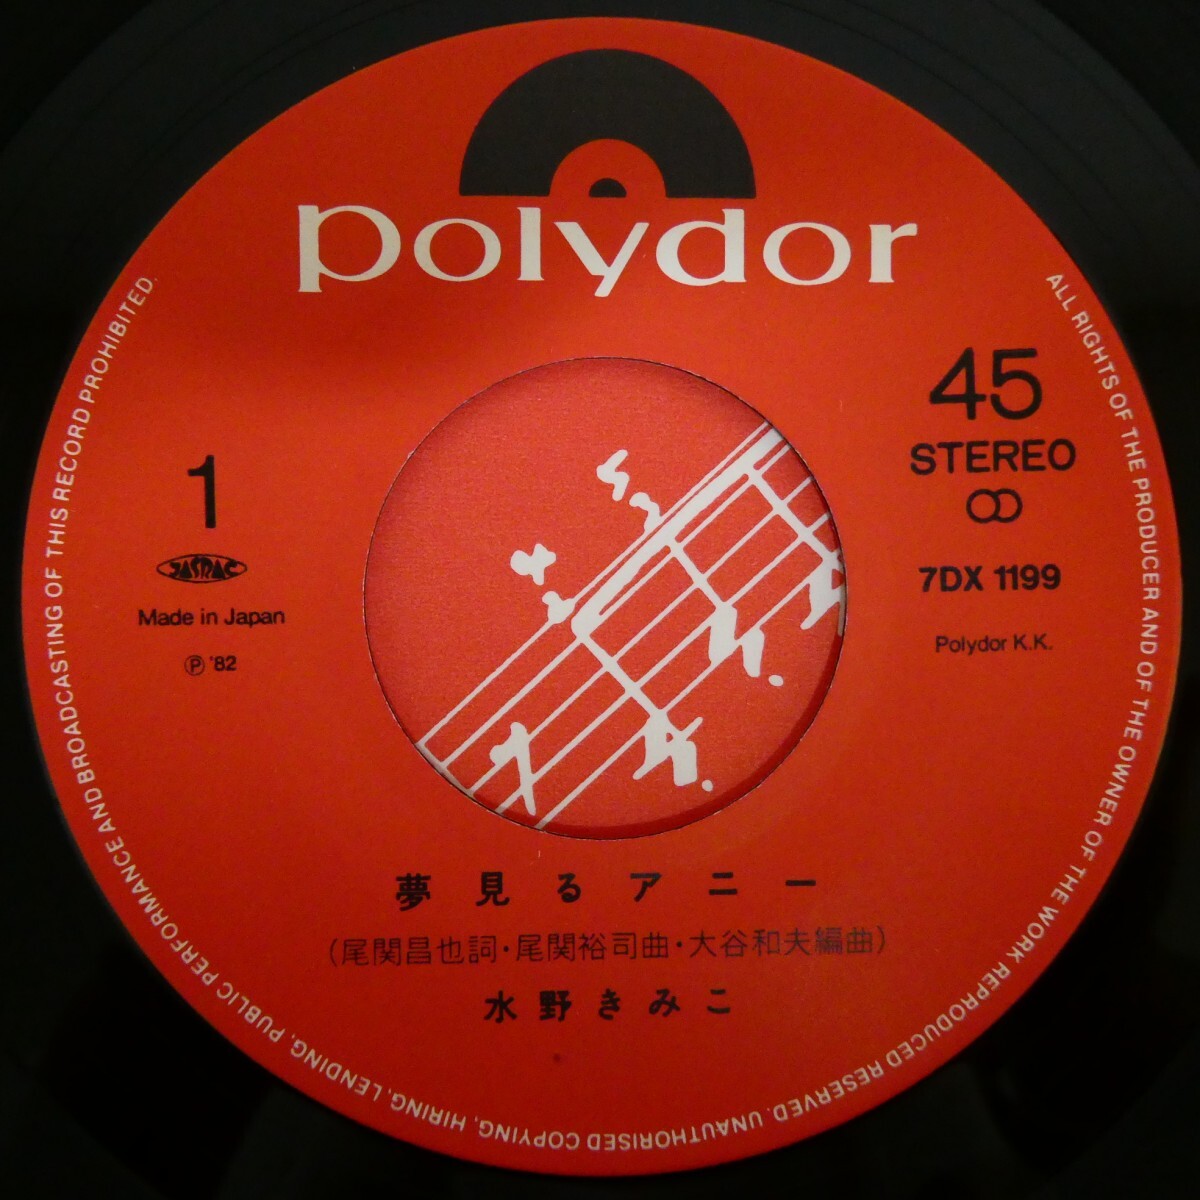 polydor
45
STEREO
1
JASRAC
7DX 1199
Made in Japan
Polydor K.K.
Ⓟ '82
夢見るアニー
(尾関昌也詞・尾関裕司曲・大谷和夫編曲)
水野きみこ
ALL RIGHTS OF THE PRODUCER AND OF THE OWNER OF THE WORK REPRODUCED RESERVED. UNAUTHORISED COPYING, HIRING, LENDING, PUBLIC PERFORMANCE AND BROADCASTING OF THIS RECORD PROHIBITED.